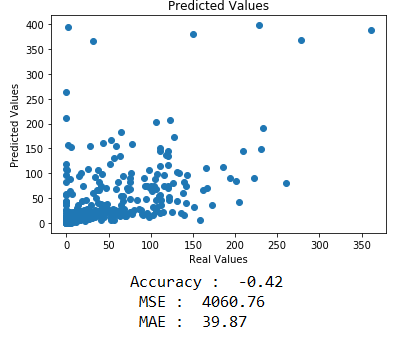 Predicted Values
400
350
300
250
200
150
100
50
0
Predicted Values
0 50 100 150 200 250 300 350
Real Values
Accuracy : -0.42
MSE : 4060.76
MAE : 39.87